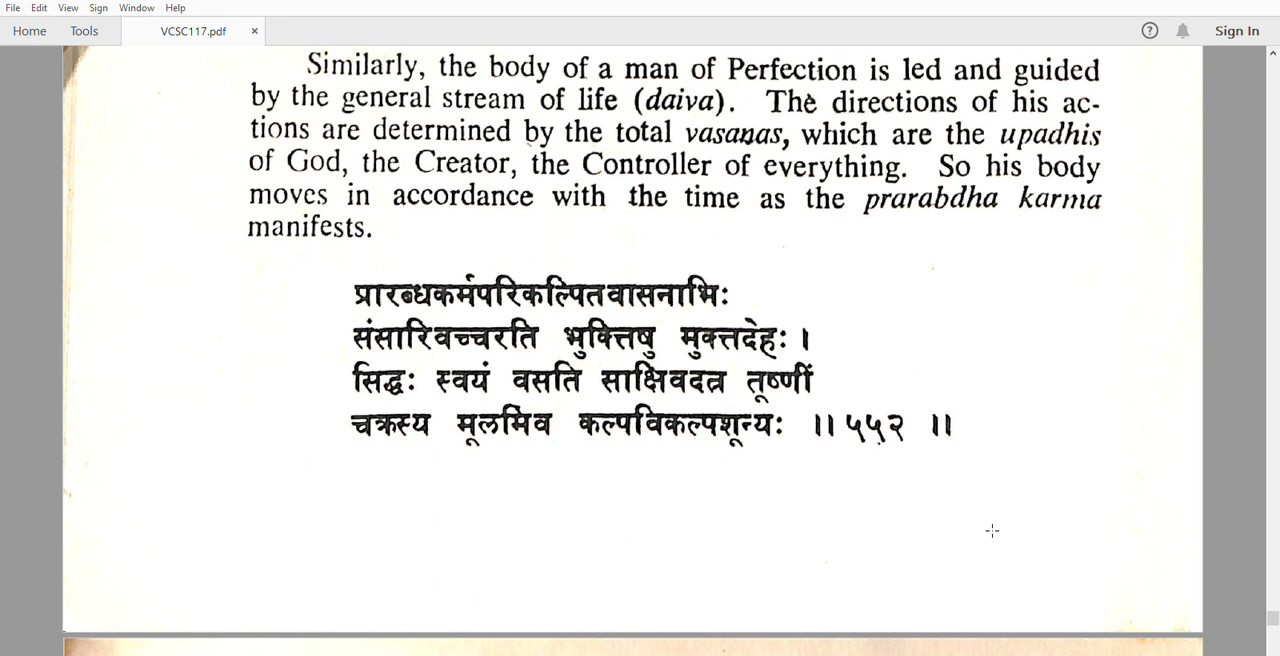 File Edit View Sign Window Help
Home Tools VCSC117.pdf × ? Sign In
Similarly, the body of a man of Perfection is led and guided
by the general stream of life (daiva). The directions of his ac-
tions are determined by the total vasanas, which are the upadhis
of God, the Creator, the Controller of everything. So his body
moves in accordance with the time as the prarabdha karma
manifests.
प्रारब्धकर्मपरिकल्पितवासनाभिः
संसारिवच्चरति भुक्तिषु मुक्तदेहः ।
सिद्धः स्वयं वसति साक्षिवदत्र तूष्णीं
चक्रस्य मूलमिव कल्पविकल्पशून्यः ॥ ५५२ ॥